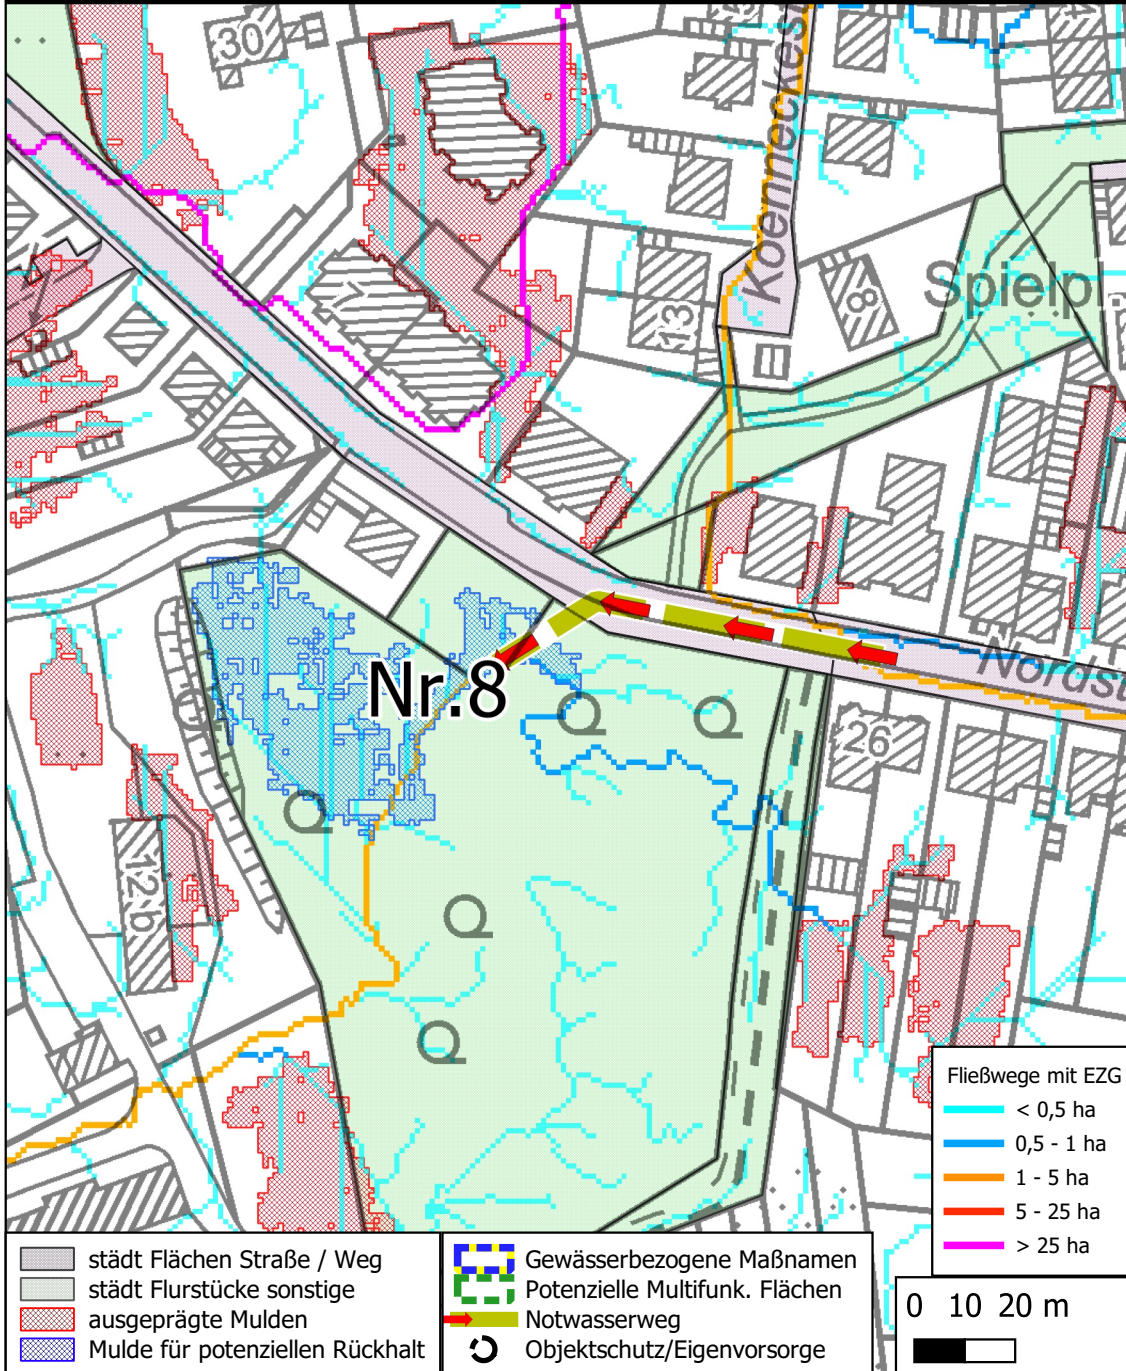 30
Koenneckes
17
13
8
Spielpl.
Nordst
Nr.8
26
12b
Fließwege mit EZG
< 0,5 ha
0,5 - 1 ha
1 - 5 ha
5 - 25 ha
> 25 ha
städt Flächen Straße / Weg
städt Flurstücke sonstige
ausgeprägte Mulden
Mulde für potenziellen Rückhalt
Gewässerbezogene Maßnamen
Potenzielle Multifunk. Flächen
Notwasserweg
Objektschutz/Eigenvorsorge
0 10 20 m